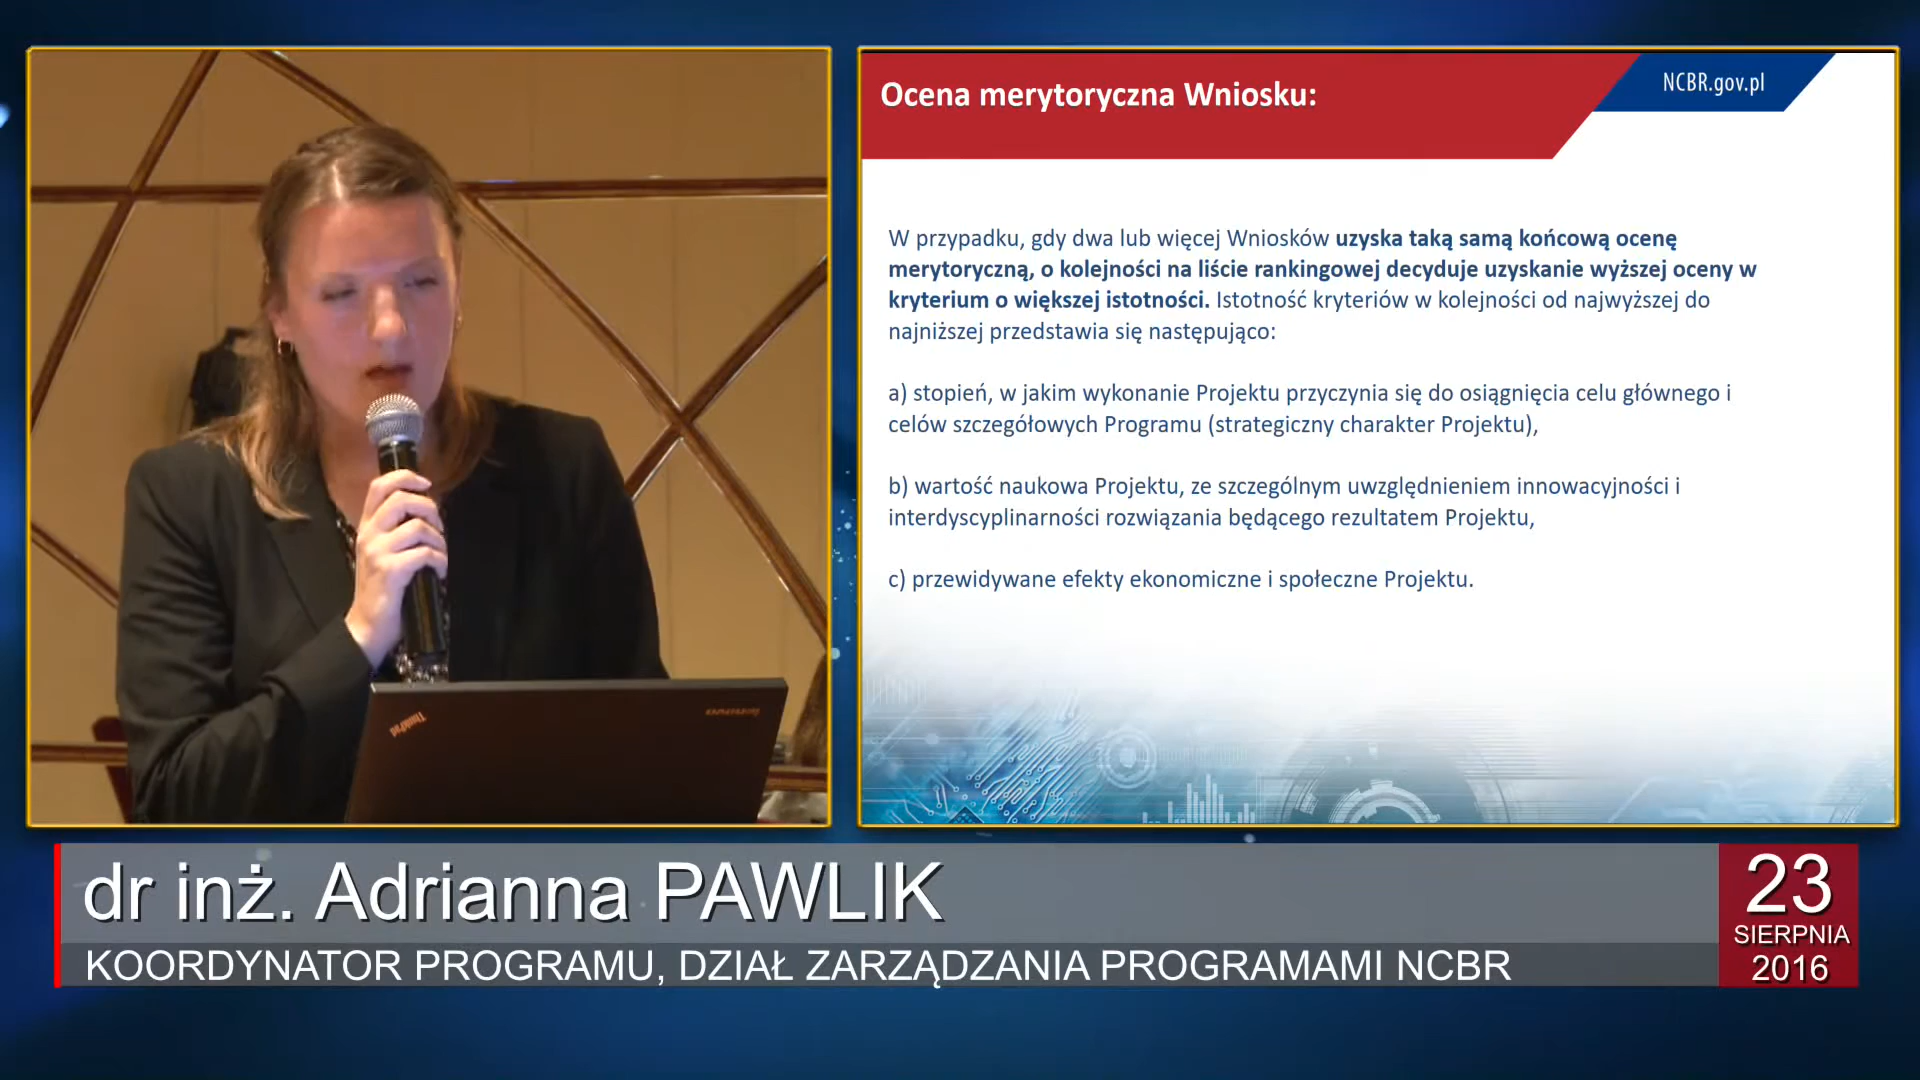 Ocena merytoryczna Wniosku:
NCBR.gov.pl
W przypadku, gdy dwa lub więcej Wniosków uzyska taką samą końcową ocenę
merytoryczną, o kolejności na liście rankingowej decyduje uzyskanie wyższej oceny w
kryterium o większej istotności. Istotność kryteriów w kolejności od najwyższej do
najniższej przedstawia się następująco:
a) stopień, w jakim wykonanie Projektu przyczynia się do osiągnięcia celu głównego i
celów szczegółowych Programu (strategiczny charakter Projektu),
b) wartość naukowa Projektu, ze szczególnym uwzględnieniem innowacyjności i
interdyscyplinarności rozwiązania będącego rezultatem Projektu,
c) przewidywane efekty ekonomiczne i społeczne Projektu.
ThinkPad
lenovo
dr inż. Adrianna PAWLIK
KOORDYNATOR PROGRAMU, DZIAŁ ZARZĄDZANIA PROGRAMAMI NCBR
23
SIERPNIA
2016